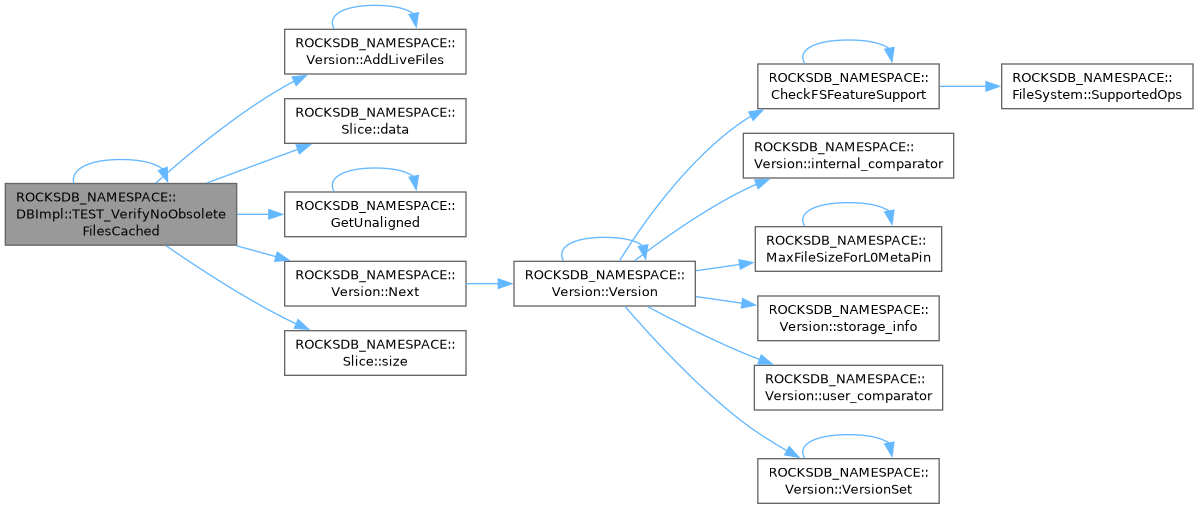 ROCKSDB_NAMESPACE::
DBImpl::TEST_VerifyNoObsolete
FilesCached
ROCKSDB_NAMESPACE::
Version::AddLiveFiles
ROCKSDB_NAMESPACE::
Slice::data
ROCKSDB_NAMESPACE::
GetUnaligned
ROCKSDB_NAMESPACE::
Version::Next
ROCKSDB_NAMESPACE::
Slice::size
ROCKSDB_NAMESPACE::
Version::Version
ROCKSDB_NAMESPACE::
CheckFSFeatureSupport
ROCKSDB_NAMESPACE::
Version::internal_comparator
ROCKSDB_NAMESPACE::
MaxFileSizeForL0MetaPin
ROCKSDB_NAMESPACE::
Version::storage_info
ROCKSDB_NAMESPACE::
Version::user_comparator
ROCKSDB_NAMESPACE::
Version::VersionSet
ROCKSDB_NAMESPACE::
FileSystem::SupportedOps